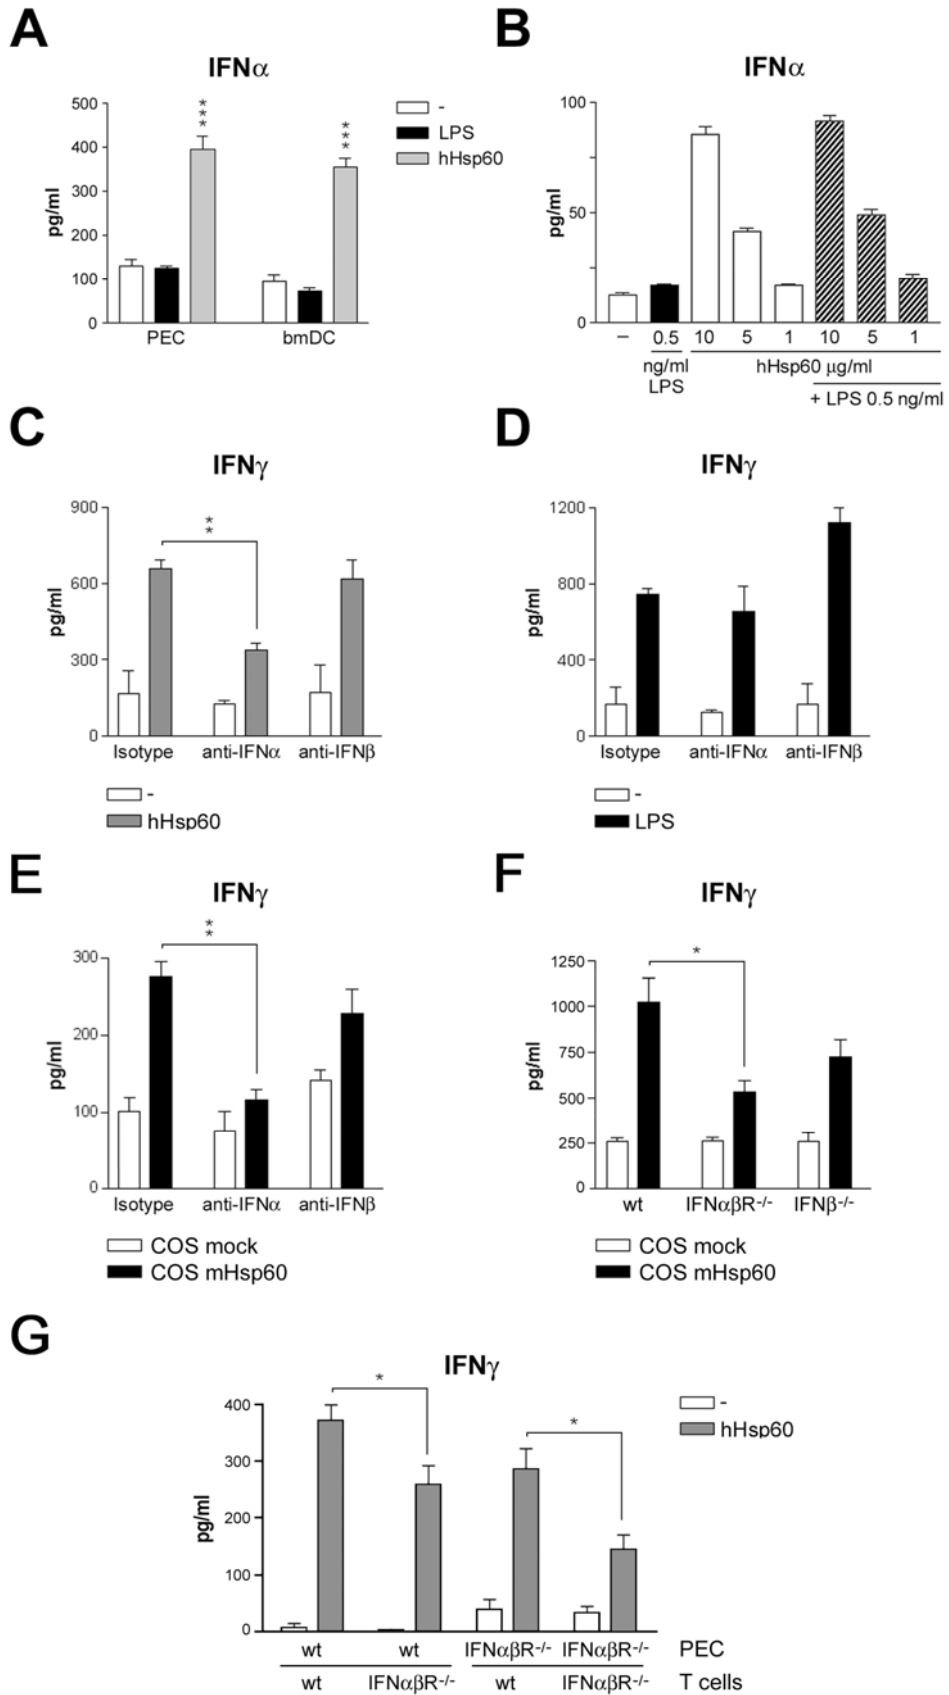 A
IFNα
500
400
300
200
100
0
pg/ml
***
***
PEC
bmDC
-
LPS
hHsp60
B
IFNα
100
50
0
pg/ml
–
0.5
10
5
1
10
5
1
ng/ml
LPS
hHsp60 µg/ml
+ LPS 0.5 ng/ml
C
IFNγ
900
600
300
0
pg/ml
**
Isotype
anti-IFNα
anti-IFNβ
-
hHsp60
D
IFNγ
1200
800
400
0
pg/ml
Isotype
anti-IFNα
anti-IFNβ
-
LPS
E
IFNγ
300
200
100
0
pg/ml
**
Isotype
anti-IFNα
anti-IFNβ
COS mock
COS mHsp60
F
IFNγ
1250
1000
750
500
250
0
pg/ml
*
wt
IFNαβR-/-
IFNβ-/-
COS mock
COS mHsp60
G
IFNγ
400
300
200
100
0
pg/ml
*
*
-
hHsp60
wt wt IFNαβR-/- IFNαβR-/- PEC
wt IFNαβR-/- wt IFNαβR-/- T cells